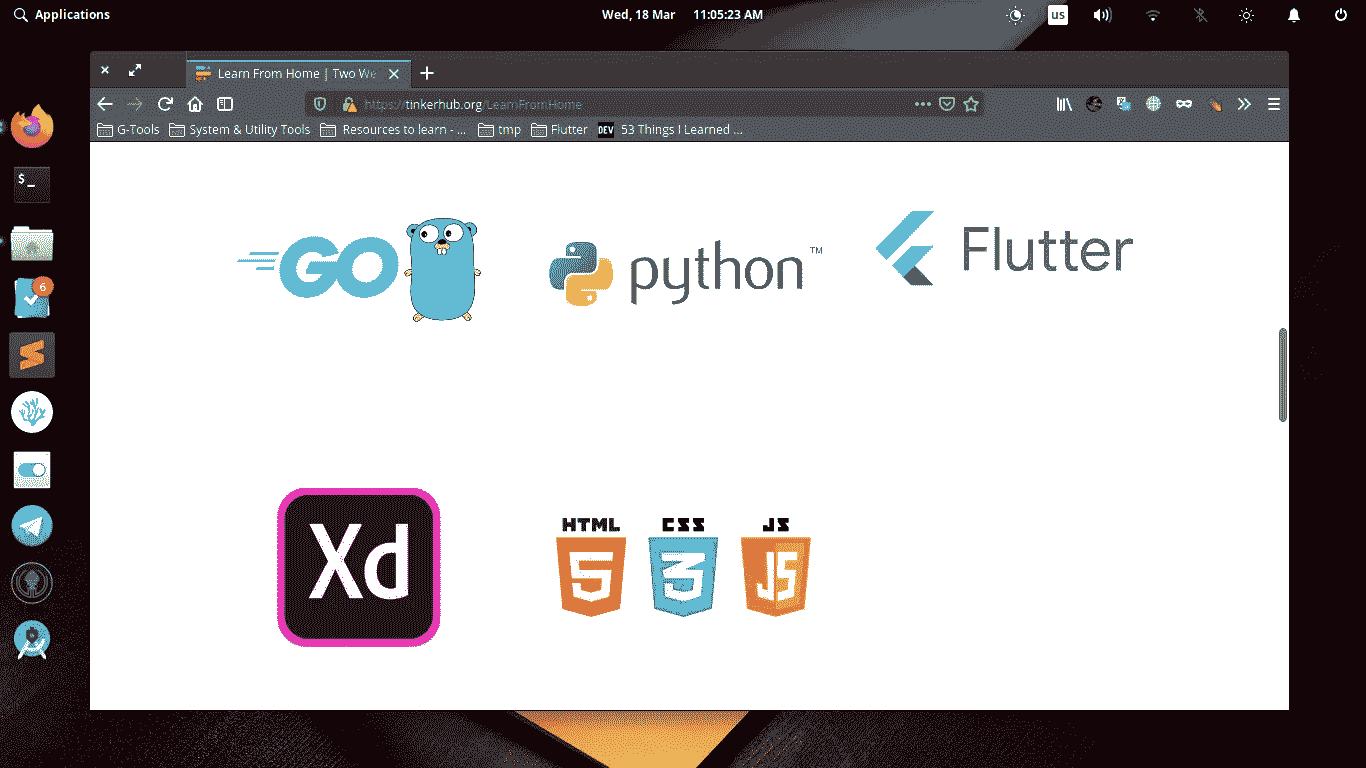 Applications
Wed, 18 Mar 11:05:23 AM
us
Learn From Home | Two We
https://tinkerhub.org/LearnFromHome
G-Tools
System & Utility Tools
Resources to learn - ...
tmp
Flutter
DEV
53 Things I Learned ...
$ _
6
GO
python™
Flutter
Xd
HTML
5
CSS
3
JS
JS